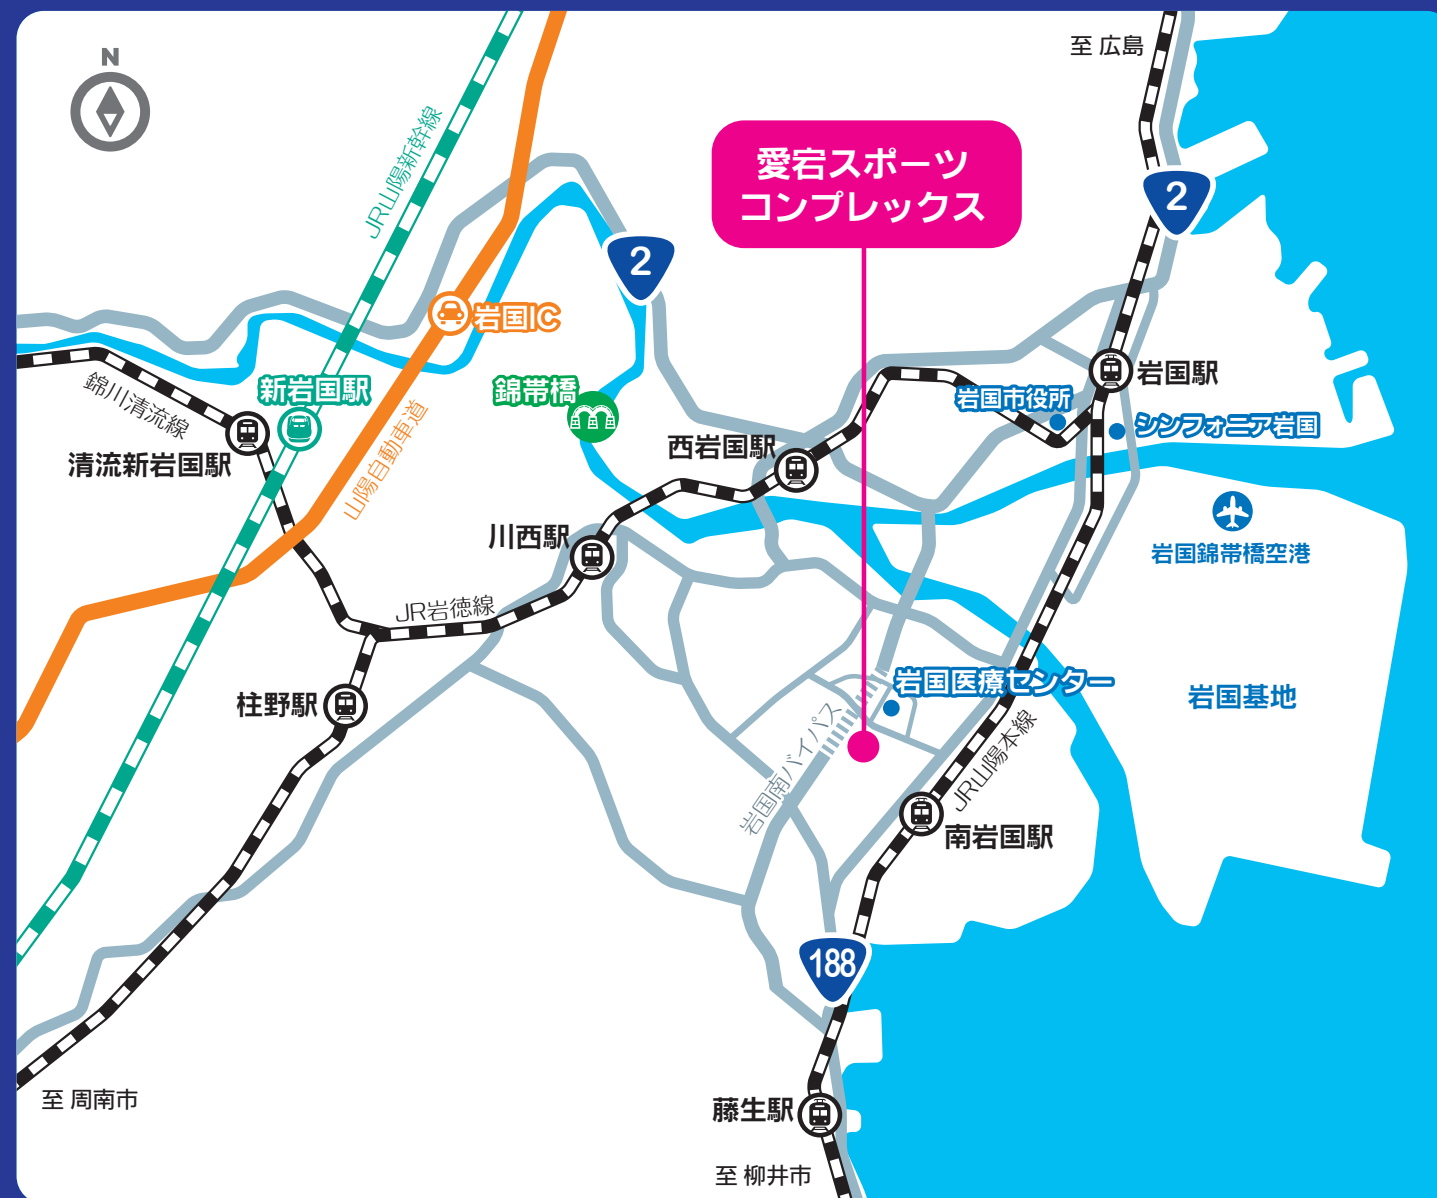 N
至 広島
JR山陽新幹線
愛宕スポーツ
コンプレックス
2
2
岩国IC
新岩国駅
錦帯橋
岩国駅
岩国市役所
シンフォニア岩国
錦川清流線
清流新岩国駅
山陽自動車道
西岩国駅
川西駅
岩国錦帯橋空港
JR岩徳線
柱野駅
岩国医療センター
岩国基地
岩国南バイパス
JR山陽本線
南岩国駅
188
至 周南市
藤生駅
至 柳井市